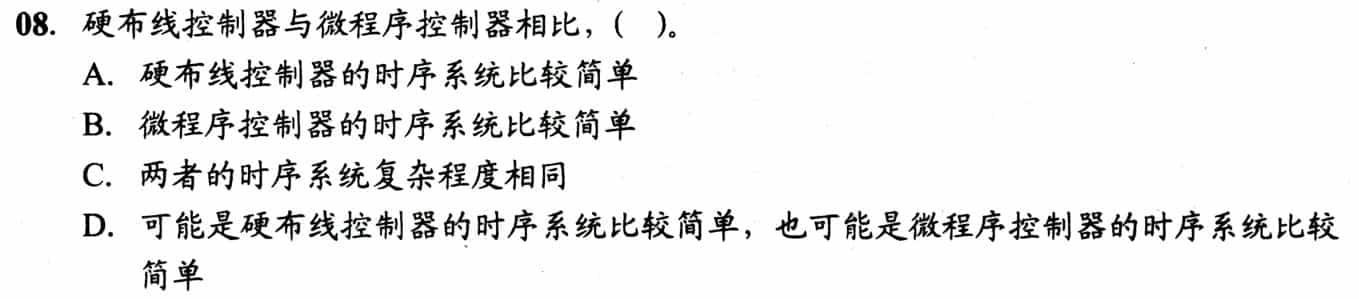 08. 硬布线控制器与微程序控制器相比，( )。
A. 硬布线控制器的时序系统比较简单
B. 微程序控制器的时序系统比较简单
C. 两者的时序系统复杂程度相同
D. 可能是硬布线控制器的时序系统比较简单，也可能是微程序控制器的时序系统比较
简单